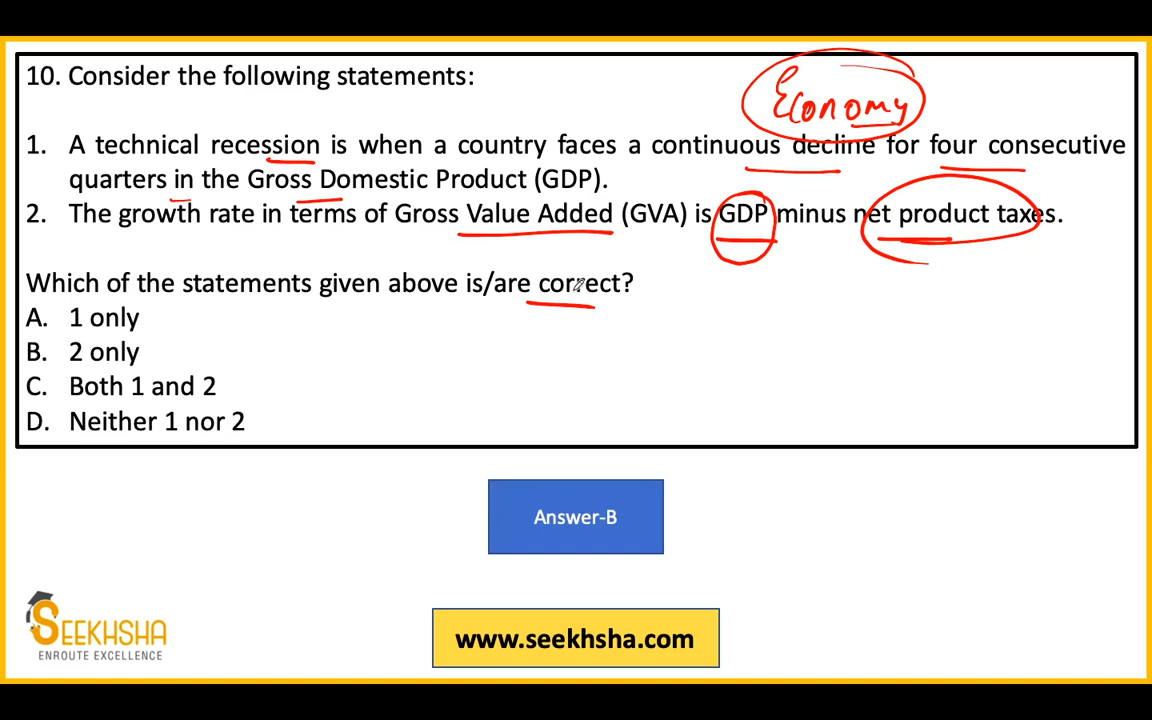 10. Consider the following statements:
Economy
1. A technical recession is when a country faces a continuous decline for four consecutive
quarters in the Gross Domestic Product (GDP).
2. The growth rate in terms of Gross Value Added (GVA) is GDP minus net product taxes.
Which of the statements given above is/are correct?
A. 1 only
B. 2 only
C. Both 1 and 2
D. Neither 1 nor 2
Answer-B
SEEKHSHA
ENROUTE EXCELLENCE
www.seekhsha.com